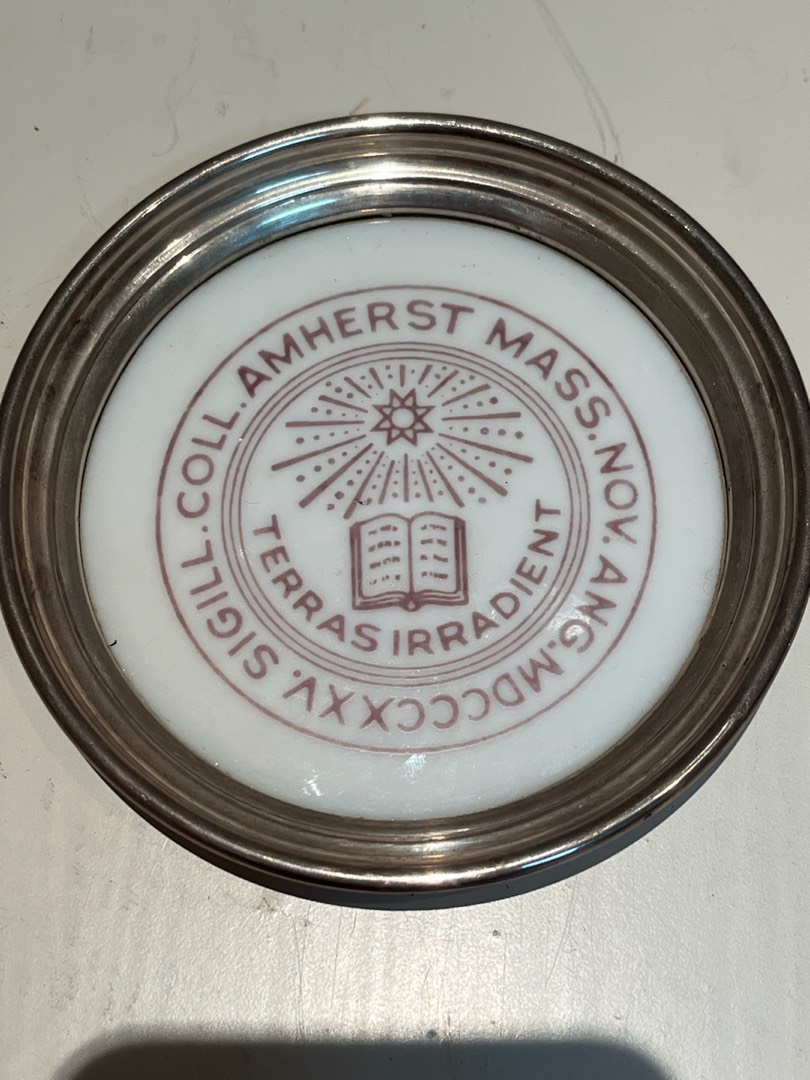 SIGILL. COLL. AMHERST MASS. NOV. ANG. MDCCCXXV.
TERRAS IRRADIENT